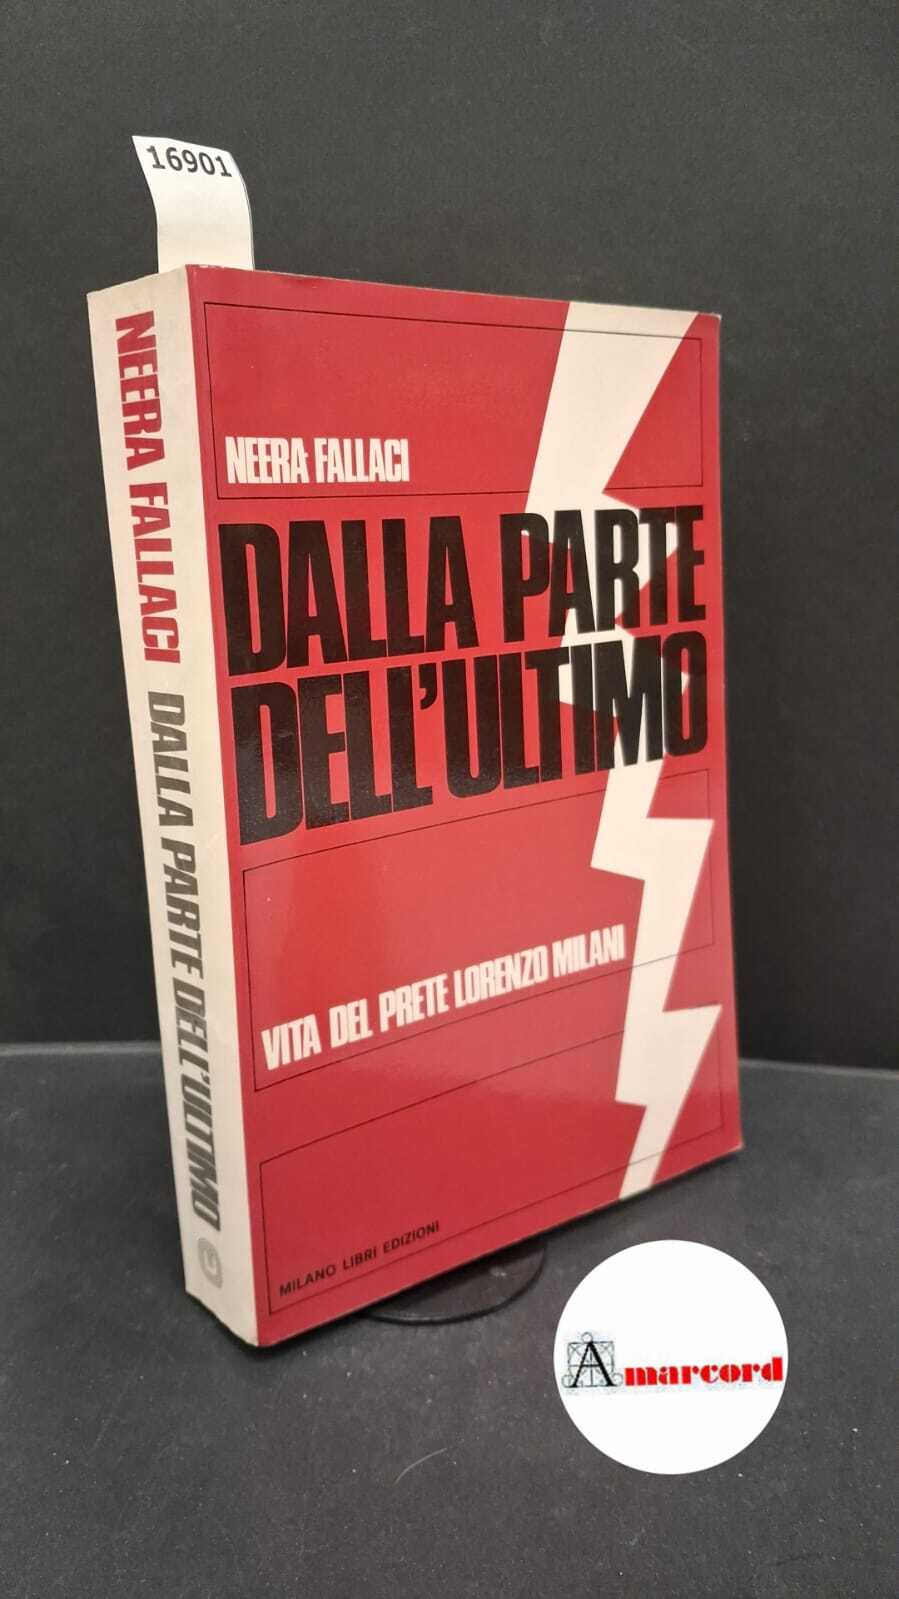 16901
NEERA FALLACI
DALLA PARTE
DELL'ULTIMO
VITA DEL PRETE LORENZO MILANI
MILANO LIBRI EDIZIONI
NEERA FALLACI DALLA PARTE DELL'ULTIMO
Amarcord